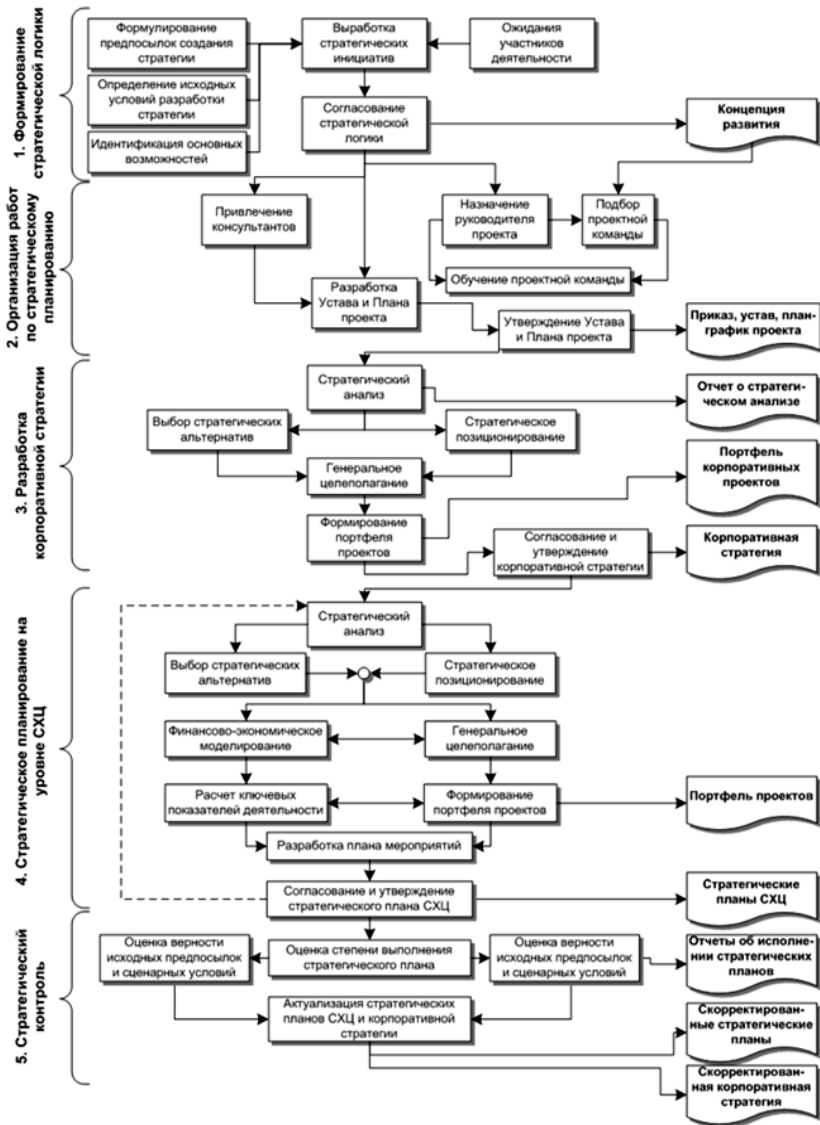 1. Формирование
стратегической логики
Формулирование
предпосылок создания
стратегии
Выработка
стратегических
инициатив
Ожидания
участников
деятельности
Определение исходных
условий разработки
стратегии
Согласование
стратегической
логики
Концепция
развития
Идентификация основных
возможностей
2. Организация работ
по стратегическому
планированию
Привлечение
консультантов
Назначение
руководителя
проекта
Подбор
проектной
команды
Обучение проектной команды
Разработка
Устава и Плана
проекта
Утверждение Устава
и Плана проекта
Приказ, устав, план-
график проекта
3. Разработка
корпоративной стратегии
Стратегический
анализ
Отчет о стратеги-
ческом анализе
Выбор стратегических
альтернатив
Стратегическое
позиционирование
Генеральное
целеполагание
Портфель
корпоративных
проектов
Формирование
портфеля
проектов
Согласование и
утверждение
корпоративной стратегии
Корпоративная
стратегия
4. Стратегическое планирование на
уровне СХЦ
Стратегический
анализ
Выбор стратегических
альтернатив
Стратегическое
позиционирование
Финансово-экономическое
моделирование
Генеральное
целеполагание
Расчет ключевых
показателей деятельности
Формирование
портфеля проектов
Портфель проектов
Разработка плана мероприятий
Согласование и утверждение
стратегического плана СХЦ
Стратегические
планы СХЦ
5. Стратегический
контроль
Оценка верности
исходных предпосылок
и сценарных условий
Оценка степени выполнения
стратегического плана
Оценка верности
исходных предпосылок
и сценарных условий
Отчеты об исполне-
нии стратегических
планов
Актуализация стратегических
планов СХЦ и корпоративной
стратегии
Скорректирован-
ные стратегические
планы
Скорректирован-
ная корпоративная
стратегия